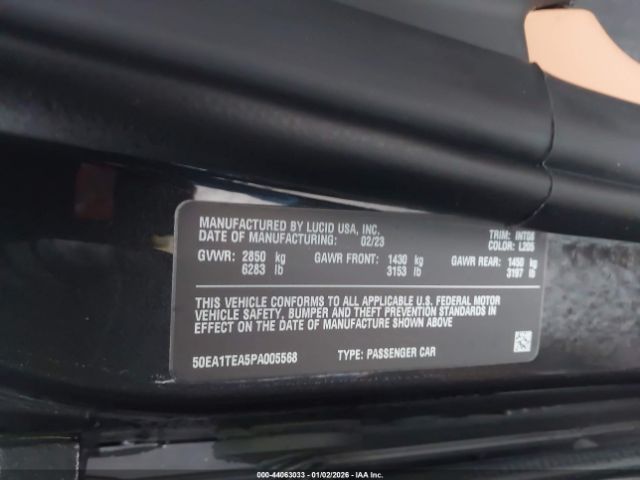 MANUFACTURED BY LUCID USA, INC.
DATE OF MANUFACTURING: 02/23
TRIM: INT06
COLOR: L205
GVWR: 2850 kg GAWR FRONT: 1430 kg GAWR REAR: 1450 kg
6283 lb 3153 lb 3197 lb
THIS VEHICLE CONFORMS TO ALL APPLICABLE U.S. FEDERAL MOTOR
VEHICLE SAFETY, BUMPER AND THEFT PREVENTION STANDARDS IN
EFFECT ON THE DATE OF MANUFACTURE SHOWN ABOVE
50EA1TEA5PA005568 TYPE: PASSENGER CAR
000-44063033 - 01/02/2026 - IAA Inc.